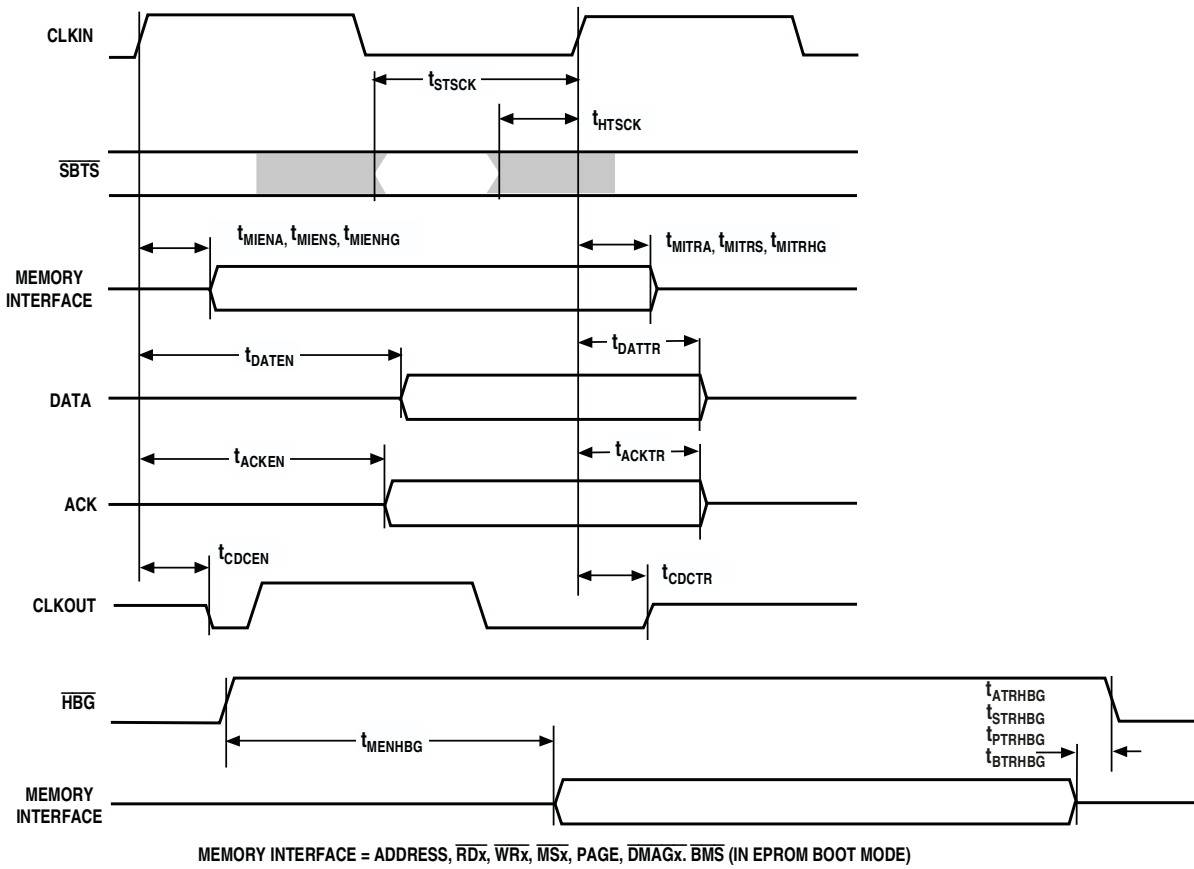 CLKIN
tSTSCK
tHTSCK
SBTS
tMIENA, tMIENS, tMIENHG
tMITRA, tMITRS, tMITRHG
MEMORY
INTERFACE
tDATEN
tDATTR
DATA
tACKEN
tACKTR
ACK
tCDCEN
tCDCTR
CLKOUT
HBG
tATRHBG
tSTRHBG
tPTRHBG
tBTRHBG
tMENHBG
MEMORY
INTERFACE
MEMORY INTERFACE = ADDRESS, RDx, WRx, MSx, PAGE, DMAGx. BMS (IN EPROM BOOT MODE)